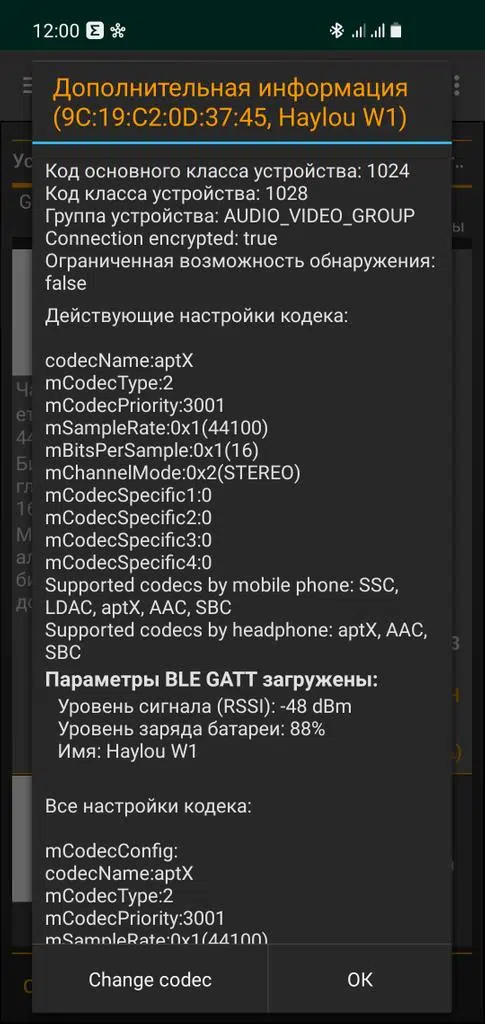 12:00
Дополнительная информация
(9C:19:C2:0D:37:45, Haylou W1)
Код основного класса устройства: 1024
Код класса устройства: 1028
Группа устройства: AUDIO_VIDEO_GROUP
Connection encrypted: true
Ограниченная возможность обнаружения:
false
Действующие настройки кодека:
codecName:aptX
mCodecType:2
mCodecPriority:3001
mSampleRate:0x1(44100)
mBitsPerSample:0x1(16)
mChannelMode:0x2(STEREO)
mCodecSpecific1:0
mCodecSpecific2:0
mCodecSpecific3:0
mCodecSpecific4:0
Supported codecs by mobile phone: SSC,
LDAC, aptX, AAC, SBC
Supported codecs by headphone: aptX, AAC,
SBC
Параметры BLE GATT загружены:
Уровень сигнала (RSSI): -48 dBm
Уровень заряда батареи: 88%
Имя: Haylou W1
Все настройки кодека:
mCodecConfig:
codecName:aptX
mCodecType:2
mCodecPriority:3001
mSampleRate:0x1(44100)
Change codec
OK